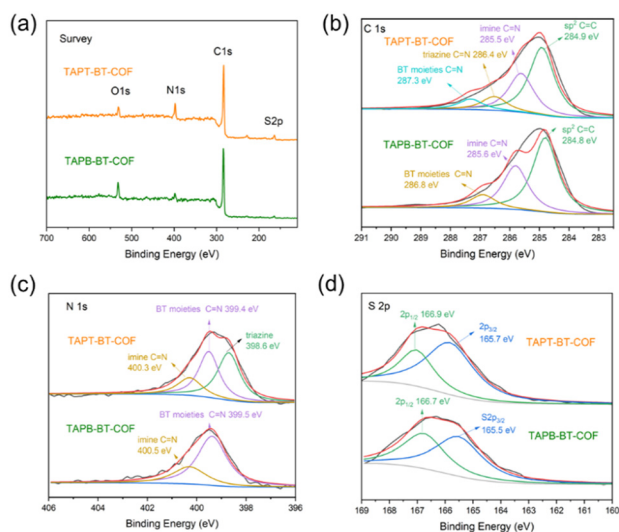 (a)
Survey
TAPT-BT-COF
C1s
O1s
N1s
S2p
TAPB-BT-COF
700 600 500 400 300 200
Binding Energy (eV)
(b)
C 1s
TAPT-BT-COF
imine C=N
285.5 eV
sp² C=C
284.9 eV
triazine C=N 286.4 eV
BT moieties C=N
287.3 eV
TAPB-BT-COF
imine C=N
285.6 eV
sp² C=C
284.8 eV
BT moieties C=N
286.8 eV
291 290 289 288 287 286 285 284 283
Binding Energy (eV)
(c)
N 1s
BT moieties C=N 399.4 eV
TAPT-BT-COF
triazine
398.6 eV
imine C=N
400.3 eV
BT moieties C=N 399.5 eV
TAPB-BT-COF
imine C=N
400.5 eV
406 404 402 400 398 396
Binding Energy (eV)
(d)
S 2p
2p1/2 166.9 eV
2p3/2
165.7 eV
TAPT-BT-COF
2p1/2 166.7 eV
S2p3/2
165.5 eV
TAPB-BT-COF
169 168 167 166 165 164 163 162 161 160
Binding Energy (eV)